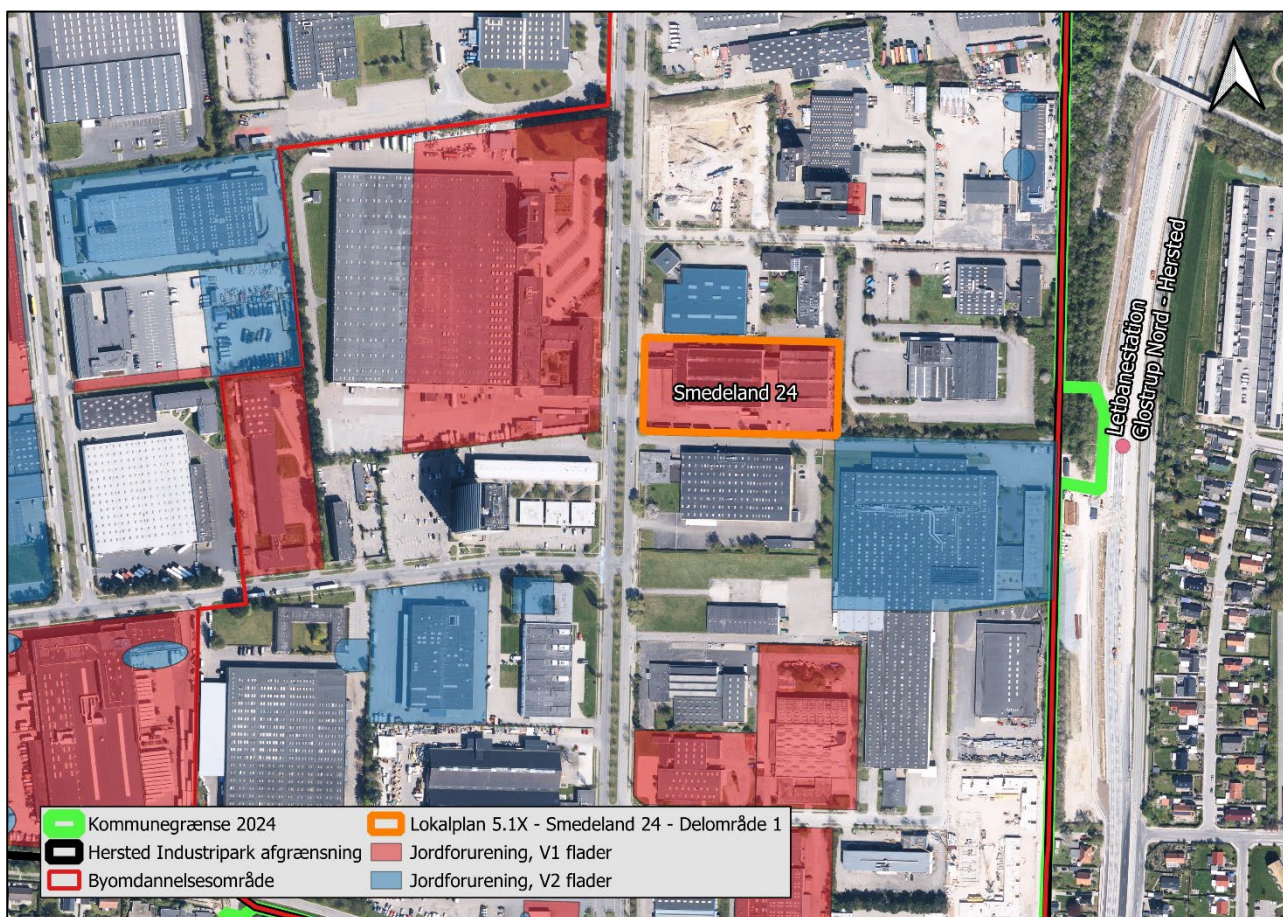 Letbanestation
Glostrup Nord - Hersted
Smedeland 24
Kommunegrænse 2024
Hersted Industripark afgrænsning
Byomdannelsesområde
Lokalplan 5.1X - Smedeland 24 - Delområde 1
Jordforurening, V1 flader
Jordforurening, V2 flader